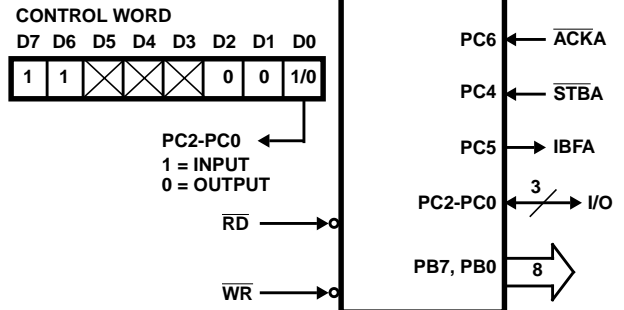 CONTROL WORD
D7 D6 D5 D4 D3 D2 D1 D0
1 1 0 0 1/0
PC2-PC0
1 = INPUT
0 = OUTPUT
RD
WR
PC6 ACKA
PC4 STBA
PC5 IBFA
PC2-PC0 3 I/O
PB7, PB0 8